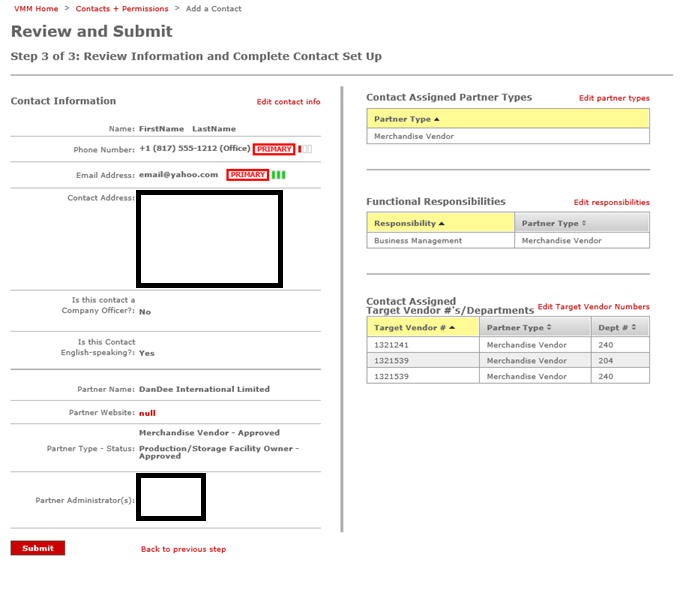 VMM Home > Contacts + Permissions > Add a Contact
Review and Submit
Step 3 of 3: Review Information and Complete Contact Set Up
Contact Information Edit contact info
Name: FirstName LastName
Phone Number: +1 (817) 555-1212 (Office) PRIMARY
Email Address: email@yahoo.com PRIMARY
Contact Address:
Is this contact a
Company Officer?: No
Is this Contact
English-speaking?: Yes
Partner Name: DanDee International Limited
Partner Website: null
Merchandise Vendor - Approved
Partner Type - Status: Production/Storage Facility Owner -
Approved
Partner Administrator(s):
Submit Back to previous step
Contact Assigned Partner Types Edit partner types
Partner Type
Merchandise Vendor
Functional Responsibilities Edit responsibilities
Responsibility Partner Type
Business Management Merchandise Vendor
Contact Assigned
Target Vendor #'s/Departments Edit Target Vendor Numbers
Target Vendor # Partner Type Dept #
1321241 Merchandise Vendor 240
1321539 Merchandise Vendor 204
1321539 Merchandise Vendor 240